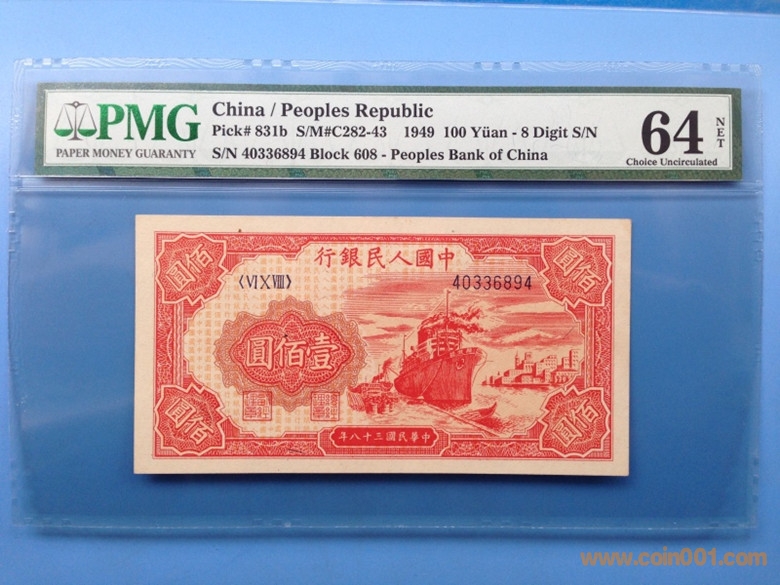 PMG
PAPER MONEY GUARANTY
China / Peoples Republic
Pick# 831b S/M#C282-43 1949 100 Yüan - 8 Digit S/N
S/N 40336894 Block 608 - Peoples Bank of China
64 NET
Choice Uncirculated
行銀民人國中
〈VI X VIII〉
40336894
圓佰
圓佰
圓佰壹
圓佰
圓佰
年八十三國民華中
www.coin001.com